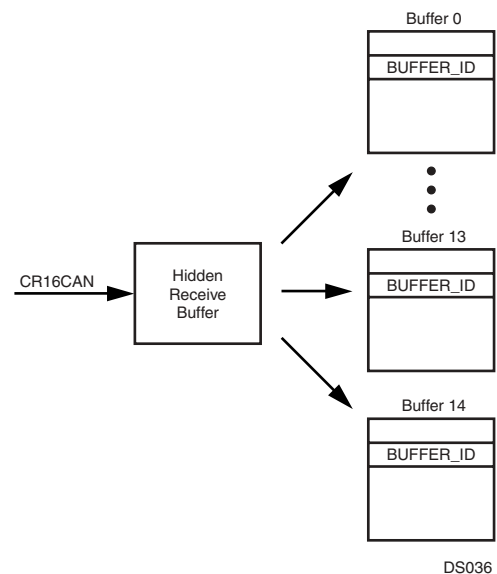 Buffer 0
BUFFER_ID
Buffer 13
CR16CAN
Hidden
Receive
Buffer
BUFFER_ID
Buffer 14
BUFFER_ID
DS036